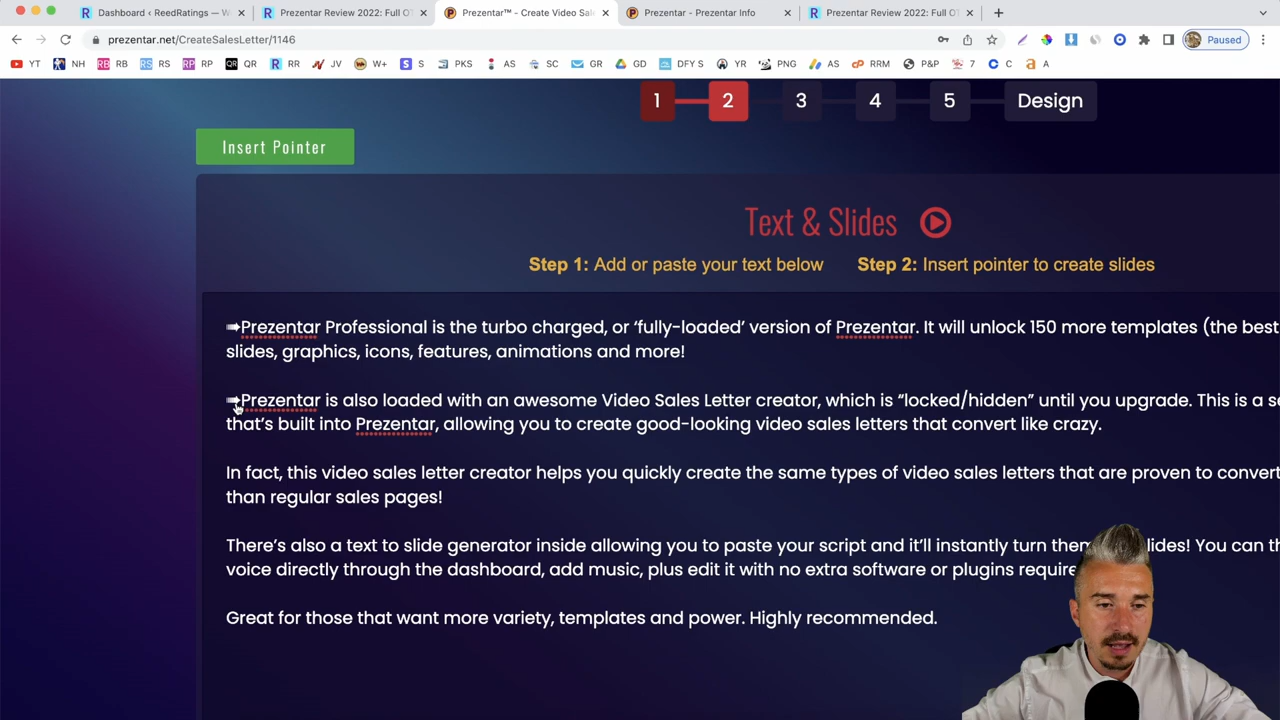 Dashboard ‹ ReedRatings — W
Prezentar Review 2022: Full OT
Prezentar™ - Create Video Sal
Prezentar - Prezentar Info
Prezentar Review 2022: Full OT
prezentar.net/CreateSalesLetter/1146
Paused
YT NH RB RS RP QR RR JV W+ S PKS AS SC GR GD DFY S YR PNG AS RRM P&P 7 C A
1 2 3 4 5 Design
Insert Pointer
Text & Slides
Step 1: Add or paste your text below Step 2: Insert pointer to create slides
➠Prezentar Professional is the turbo charged, or ‘fully-loaded’ version of Prezentar. It will unlock 150 more templates (the best
slides, graphics, icons, features, animations and more!
➠Prezentar is also loaded with an awesome Video Sales Letter creator, which is “locked/hidden” until you upgrade. This is a
that’s built into Prezentar, allowing you to create good-looking video sales letters that convert like crazy.
In fact, this video sales letter creator helps you quickly create the same types of video sales letters that are proven to convert
than regular sales pages!
There’s also a text to slide generator inside allowing you to paste your script and it’ll instantly turn them lides! You can
voice directly through the dashboard, add music, plus edit it with no extra software or plugins require
Great for those that want more variety, templates and power. Highly recommended.